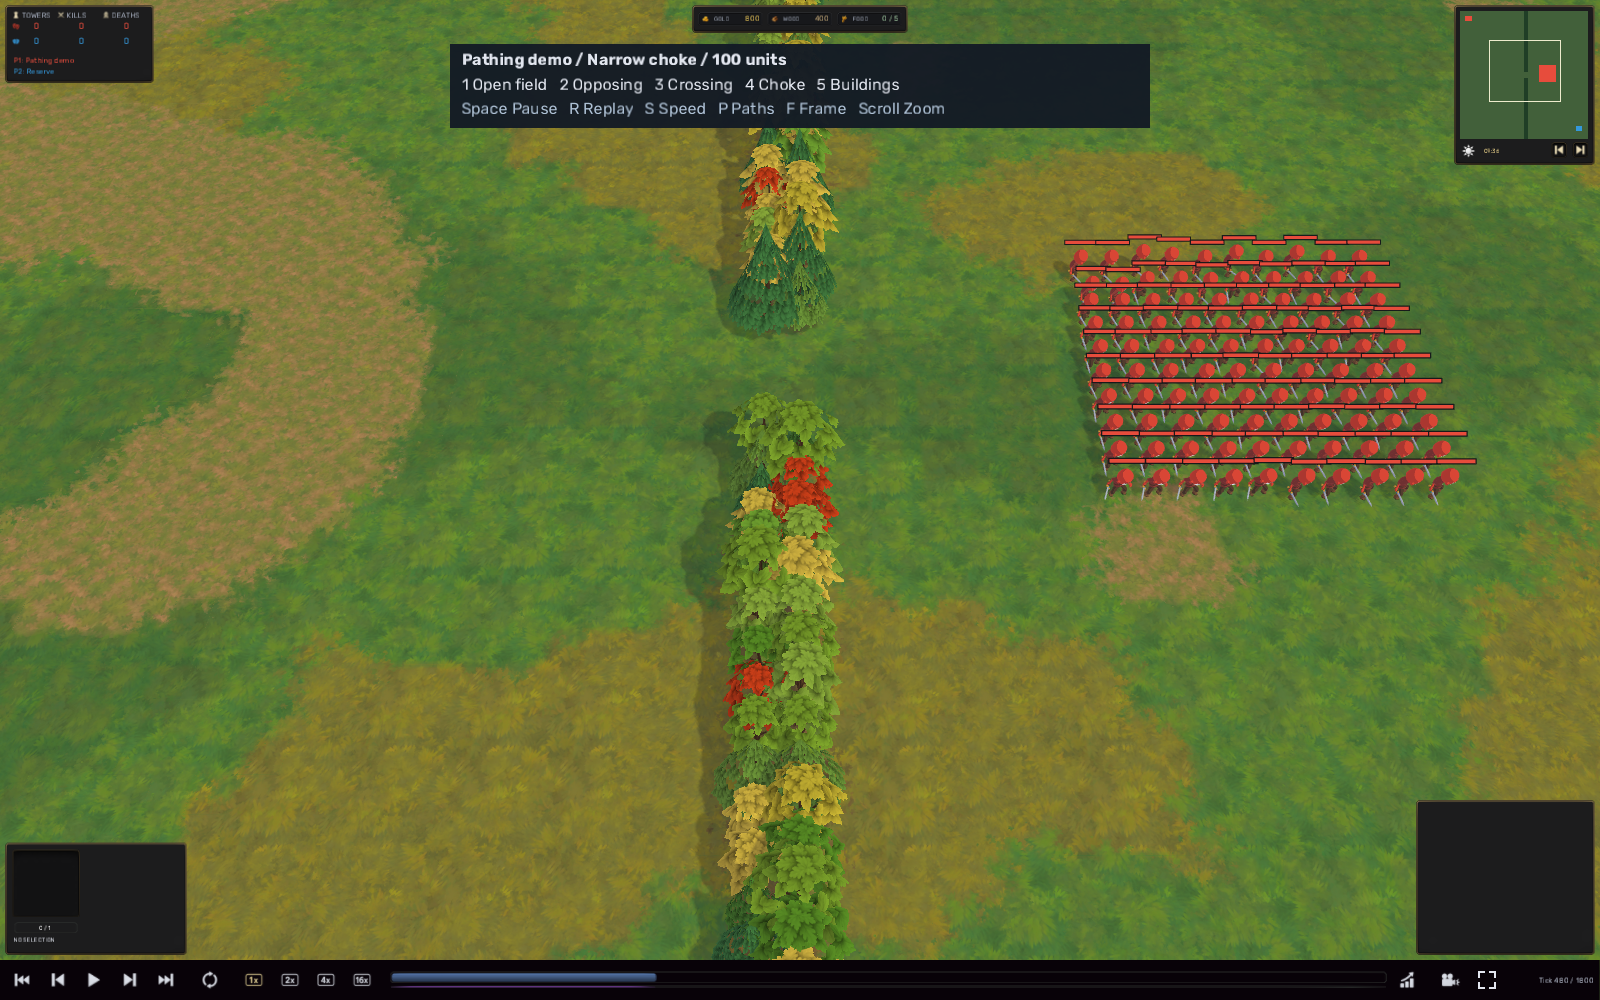 TOWERS KILLS DEATHS
0 0 0
0 0 0
P1: Pathing demo
P2: Reserve
GOLD 800 WOOD 400 FOOD 0 / 5
Pathing demo / Narrow choke / 100 units
1 Open field 2 Opposing 3 Crossing 4 Choke 5 Buildings
Space Pause R Replay S Speed P Paths F Frame Scroll Zoom
0 / 1
NO SELECTION
1x 2x 4x 16x
Tick 480 / 1800